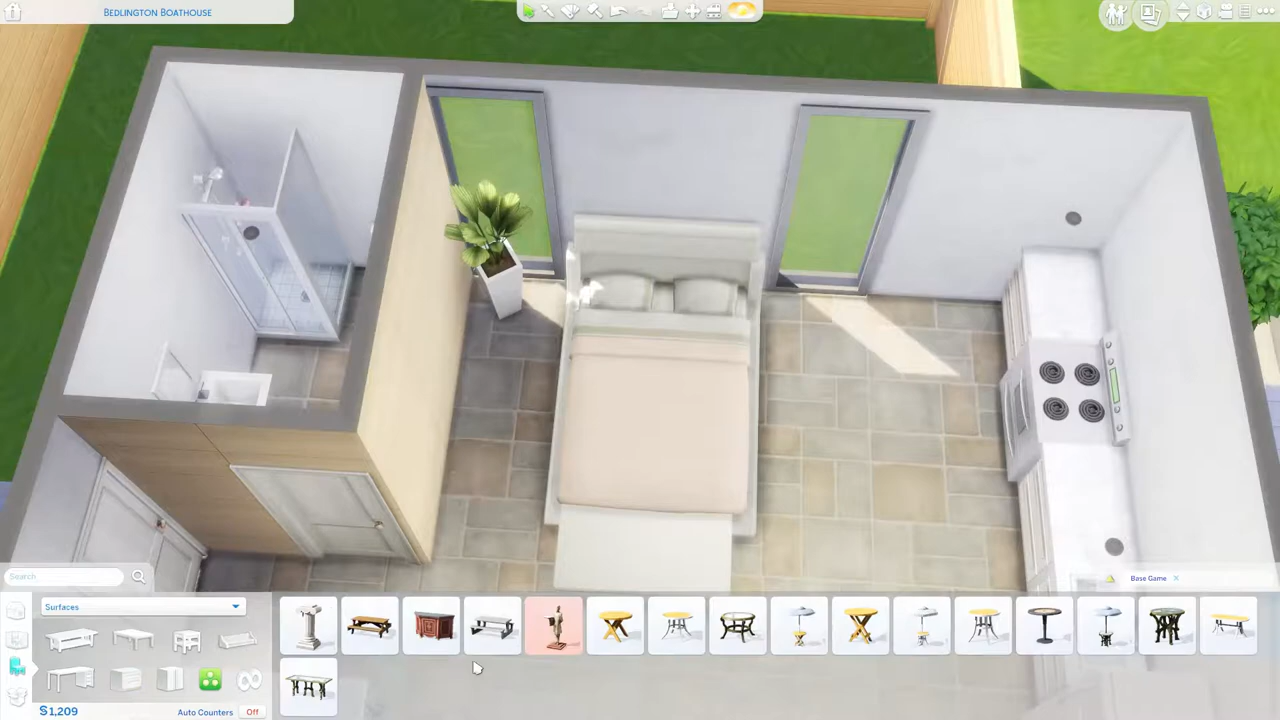 BEDLINGTON BOATHOUSE
Search
Base Game
Surfaces
§1,209
Auto Counters Off